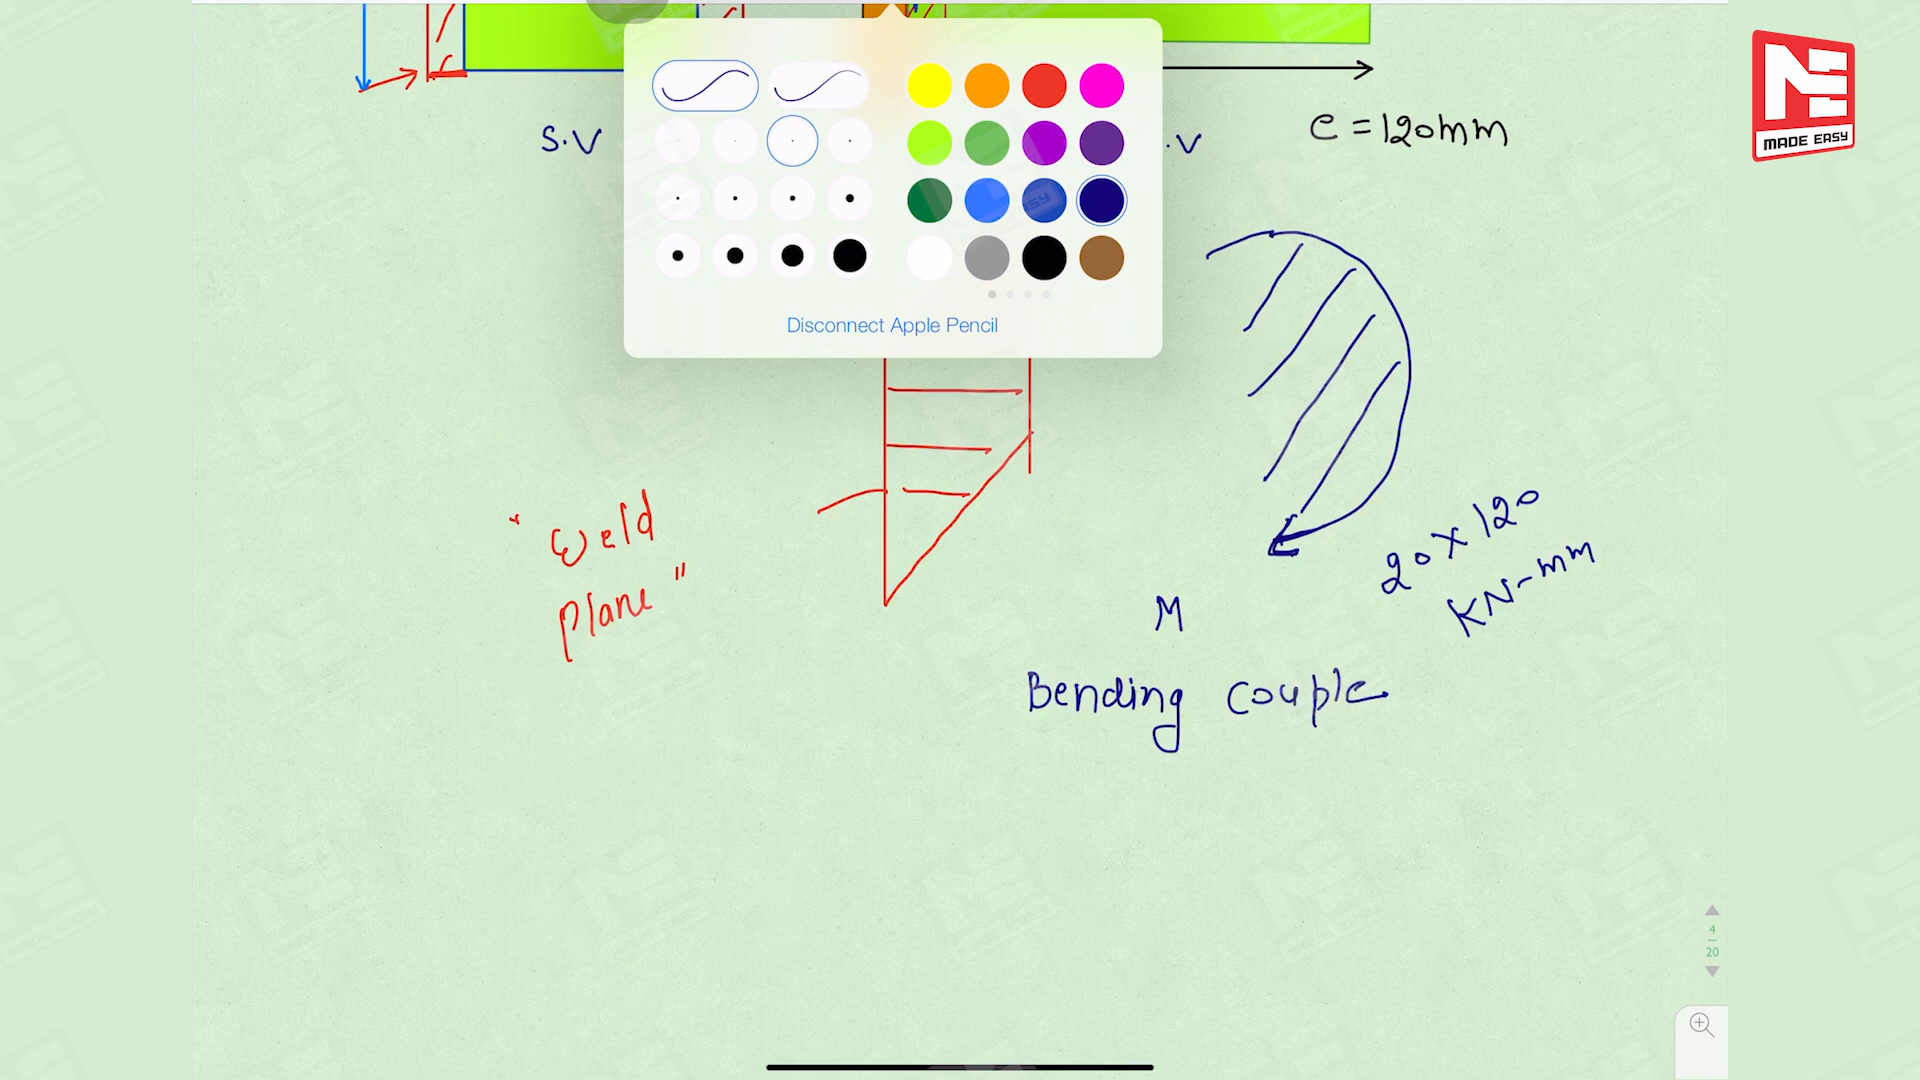 MADE EASY
S.V
.V
e = 120mm
Disconnect Apple Pencil
" Weld
Plane "
20 X 120
KN-mm
M
Bending couple
4
20